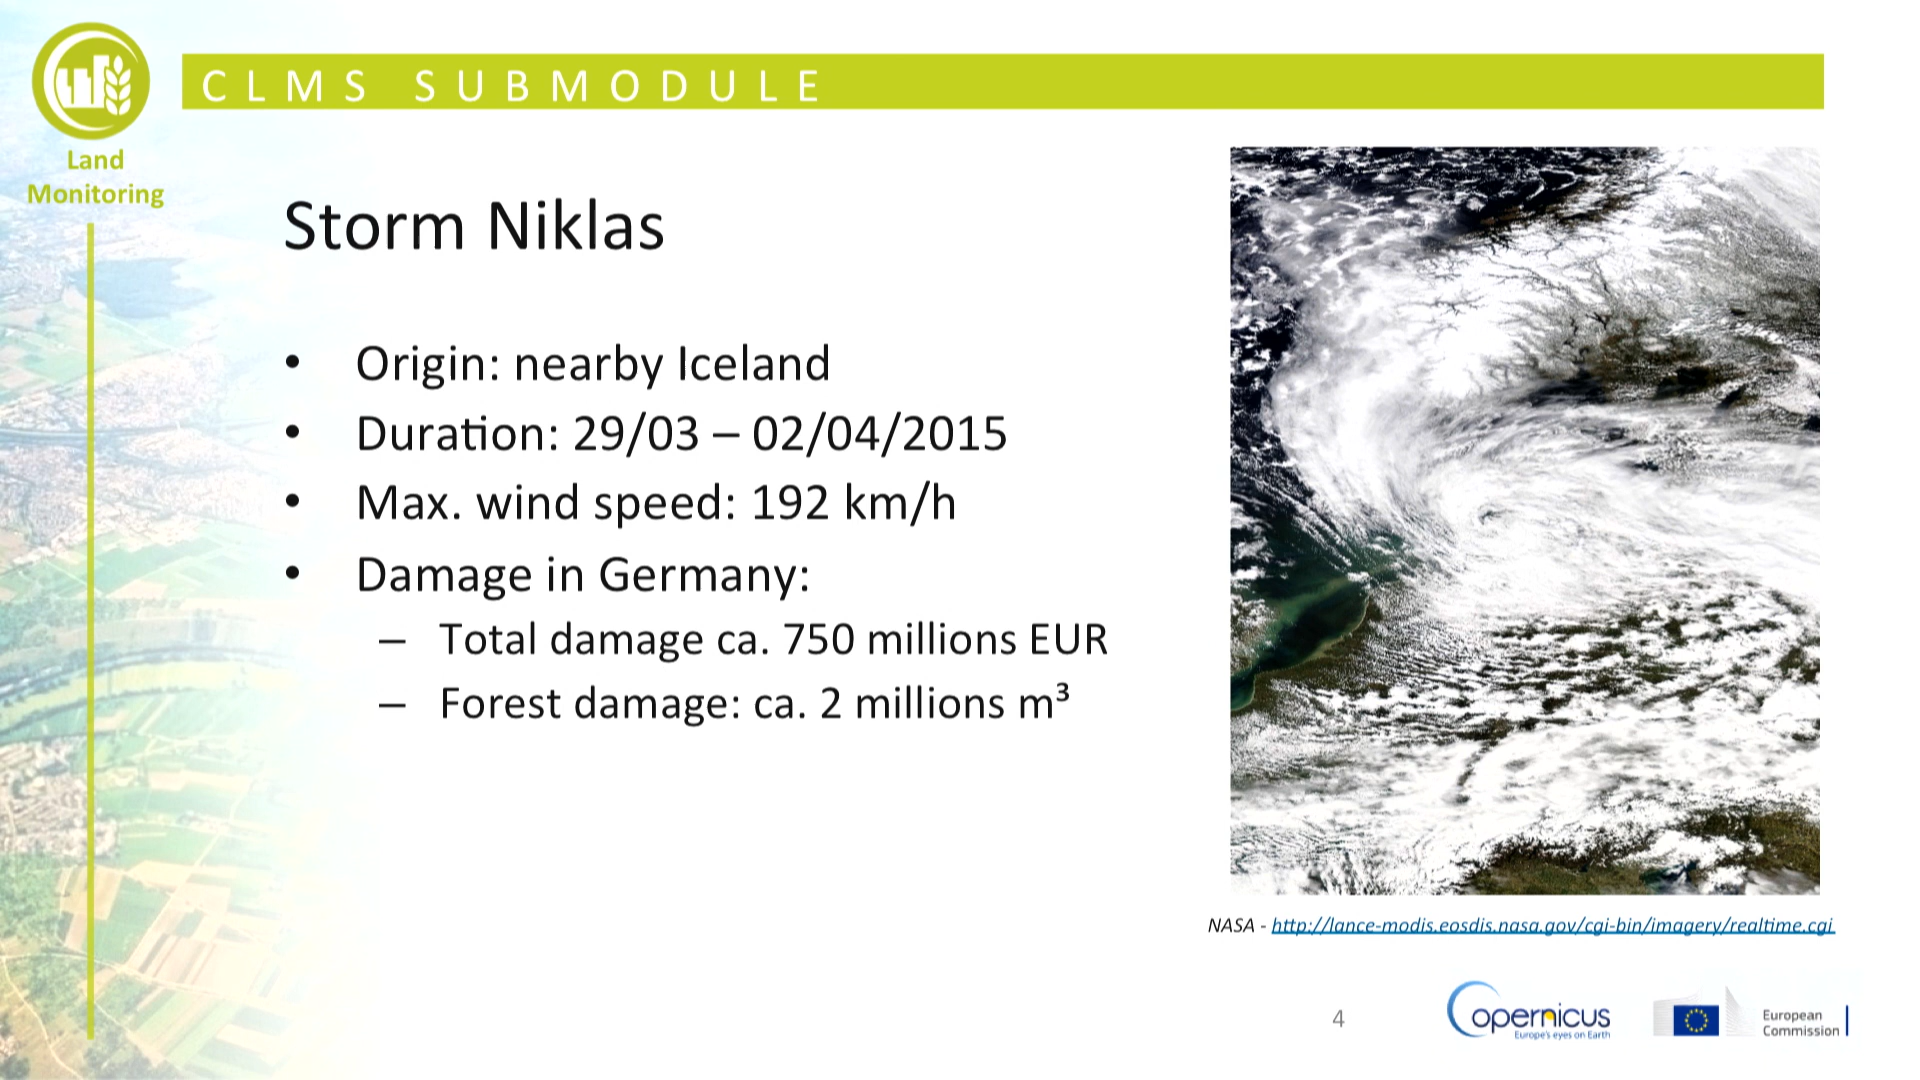 CLMS SUBMODULE
Land
Monitoring
Storm Niklas
• Origin: nearby Iceland
• Duration: 29/03 – 02/04/2015
• Max. wind speed: 192 km/h
• Damage in Germany:
– Total damage ca. 750 millions EUR
– Forest damage: ca. 2 millions m³
NASA - http://lance-modis.eosdis.nasa.gov/cgi-bin/imagery/realtime.cgi
4
opernicus
Europe's eyes on Earth
European
Commission